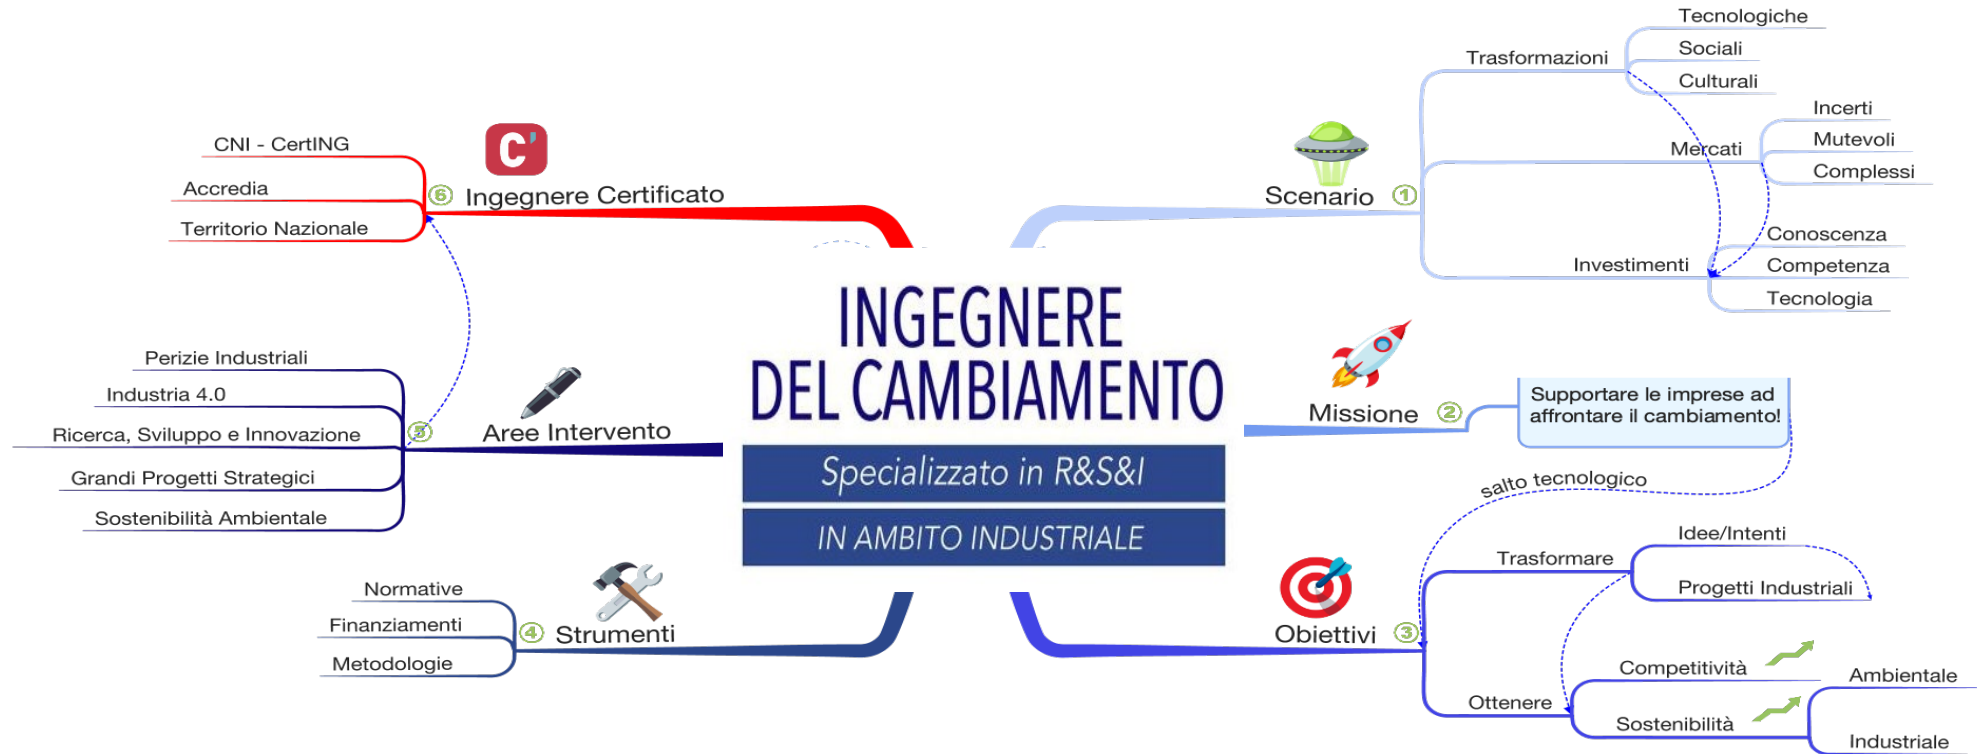 INGEGNERE
DEL CAMBIAMENTO
Specializzato in R&S&I
IN AMBITO INDUSTRIALE
Scenario 1
Trasformazioni
Tecnologiche
Sociali
Culturali
Mercati
Incerti
Mutevoli
Complessi
Investimenti
Conoscenza
Competenza
Tecnologia
Missione 2
Supportare le imprese ad
affrontare il cambiamento!
salto tecnologico
Obiettivi 3
Trasformare
Idee/Intenti
Progetti Industriali
Ottenere
Competitività
Sostenibilità
Ambientale
Industriale
4 Strumenti
Normative
Finanziamenti
Metodologie
5 Aree Intervento
Perizie Industriali
Industria 4.0
Ricerca, Sviluppo e Innovazione
Grandi Progetti Strategici
Sostenibilità Ambientale
C'
6 Ingegnere Certificato
CNI - CertING
Accredia
Territorio Nazionale